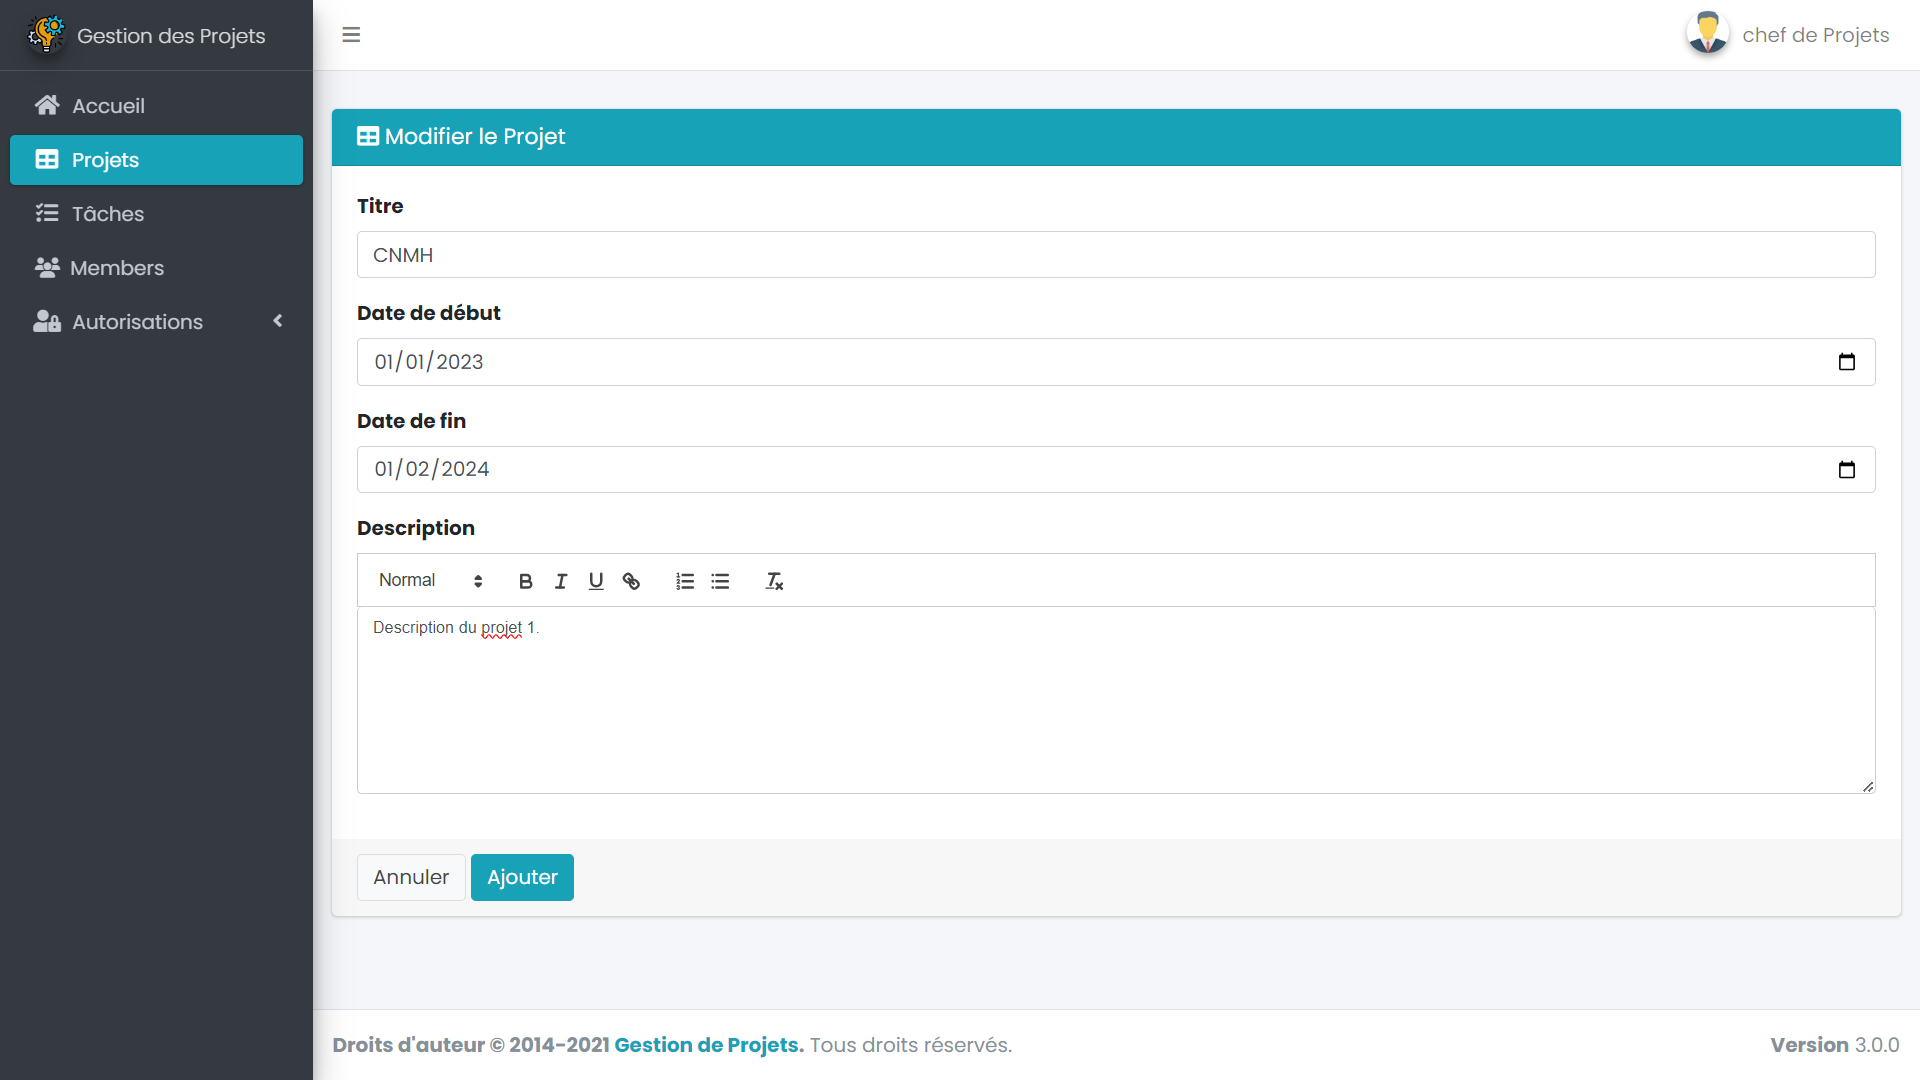 Gestion des Projets
chef de Projets
Accueil
Projets
Tâches
Members
Autorisations
Modifier le Projet
Titre
CNMH
Date de début
01/01/2023
Date de fin
01/02/2024
Description
Normal
Description du projet 1.
Annuler Ajouter
Droits d'auteur © 2014-2021 Gestion de Projets. Tous droits réservés.
Version 3.0.0